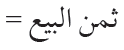 ثمن البيع =